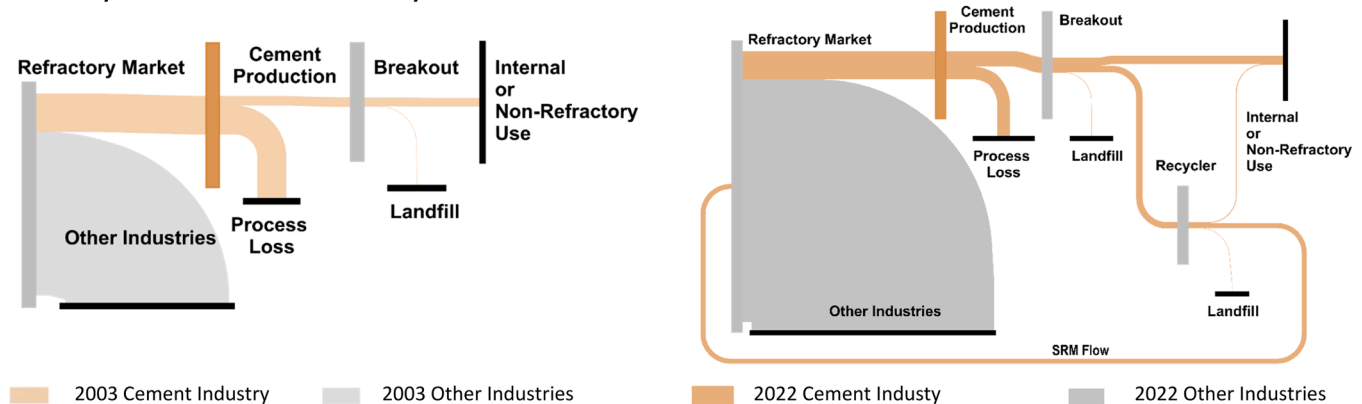 Refractory Market
Cement
Production
Breakout
Internal
or
Non-Refractory
Use
Other Industries
Process
Loss
Landfill
2003 Cement Industry
2003 Other Industries
Refractory Market
Cement
Production
Breakout
Process
Loss
Landfill
Internal
or
Non-Refractory
Use
Recycler
Landfill
Other Industries
SRM Flow
2022 Cement Industy
2022 Other Industries